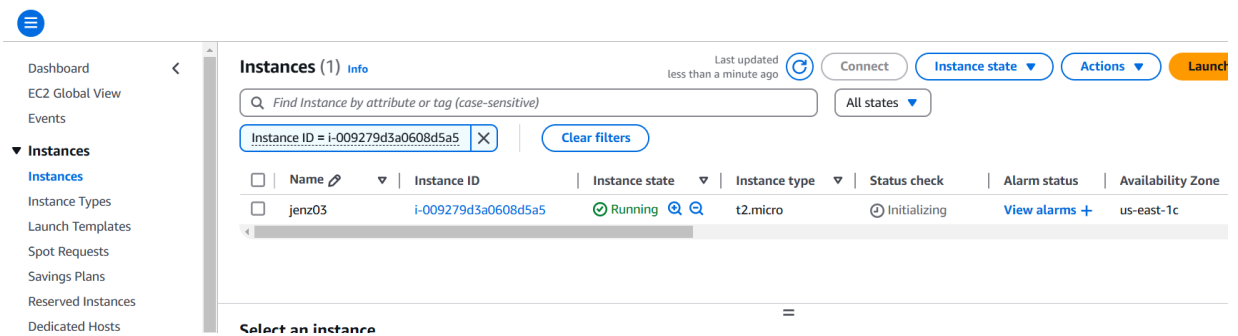 Dashboard
EC2 Global View
Events
Instances
Instances
Instance Types
Launch Templates
Spot Requests
Savings Plans
Reserved Instances
Dedicated Hosts
Instances (1) Info
Last updated
less than a minute ago
Connect
Instance state
Actions
Launch
Find Instance by attribute or tag (case-sensitive)
All states
Instance ID = i-009279d3a0608d5a5
Clear filters
Name Instance ID Instance state Instance type Status check Alarm status Availability Zone
jenz03 i-009279d3a0608d5a5 Running t2.micro Initializing View alarms + us-east-1c
Select an instance